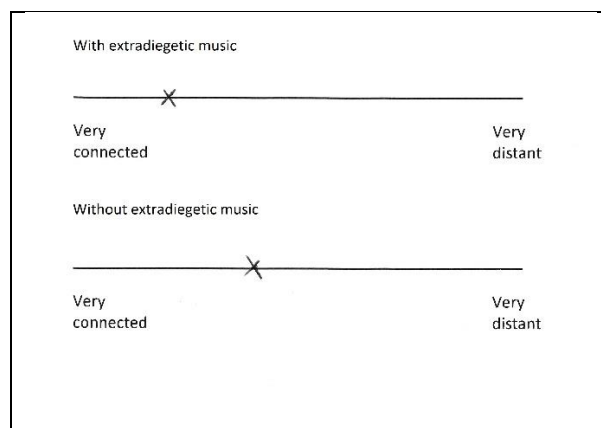 With extradiegetic music
Very Very
connected distant
Without extradiegetic music
Very Very
connected distant